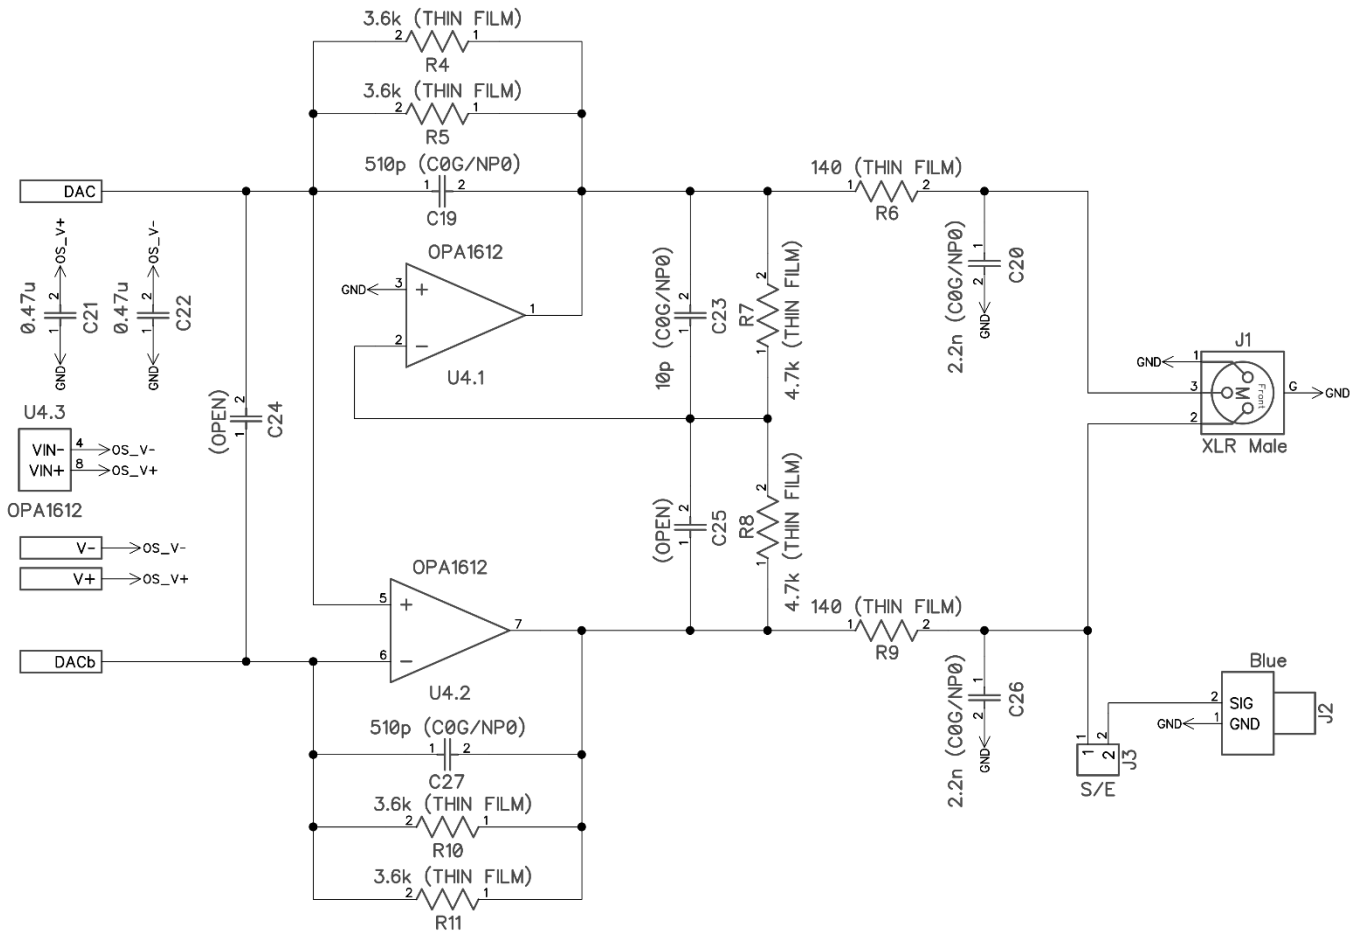 3.6k (THIN FILM)
2 1
R4
3.6k (THIN FILM)
2 1
R5
510p (C0G/NP0)
1 2
C19
DAC
OS_V+
2
0.47u
C21
1
GND
OS_V-
2
0.47u
C22
1
GND
OPA1612
GND
3
+
2
-
1
U4.1
140 (THIN FILM)
1 2
R6
10p (C0G/NP0)
2
1
C23
2
R7
1
4.7k (THIN FILM)
2.2n (C0G/NP0)
1
2
C20
GND
J1
GND
1
3
2
M
Front
G
GND
XLR Male
(OPEN)
2
1
C24
U4.3
VIN- 4 OS_V-
VIN+ 8 OS_V+
OPA1612
V- OS_V-
V+ OS_V+
DACb
OPA1612
5
+
6
-
7
U4.2
(OPEN)
2
1
C25
2
R8
1
4.7k (THIN FILM)
140 (THIN FILM)
1 2
R9
2.2n (C0G/NP0)
1
2
C26
GND
510p (C0G/NP0)
1 2
C27
3.6k (THIN FILM)
2 1
R10
3.6k (THIN FILM)
2 1
R11
Blue
2 SIG
GND 1 GND
J2
1 2
1 2
J3
S/E